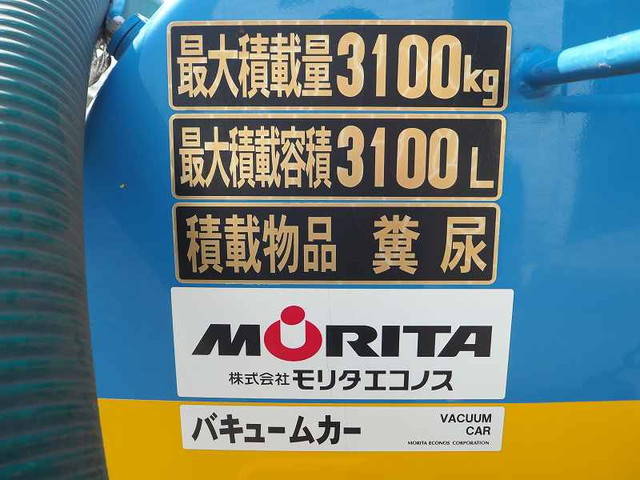 最大積載量3100kg
最大積載容積3100L
積載物品 糞尿
MORITA
株式会社モリタエコノス
バキュームカー
VACUUM
CAR
MORITA ECONOS CORPORATION